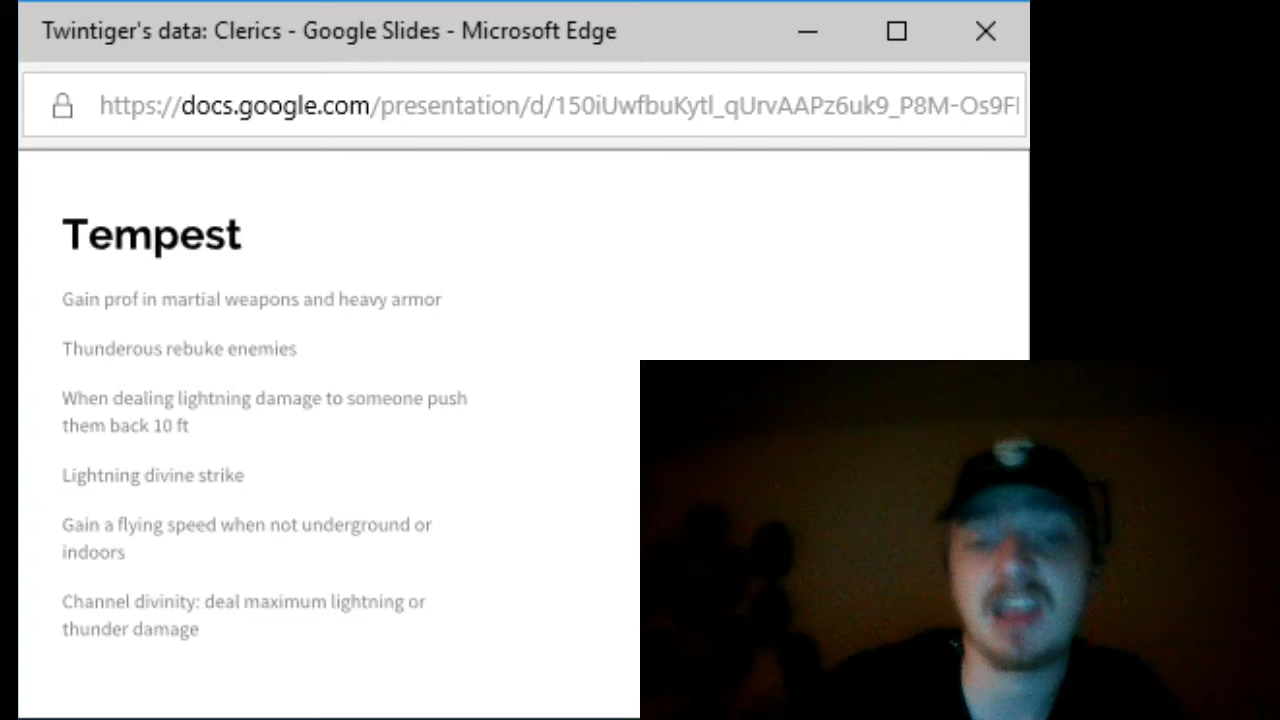 Twintiger's data: Clerics - Google Slides - Microsoft Edge
https://docs.google.com/presentation/d/150iUwfbuKytl_qUrvAAPz6uk9_P8M-Os9F
Tempest
Gain prof in martial weapons and heavy armor
Thunderous rebuke enemies
When dealing lightning damage to someone push
them back 10 ft
Lightning divine strike
Gain a flying speed when not underground or
indoors
Channel divinity: deal maximum lightning or
thunder damage